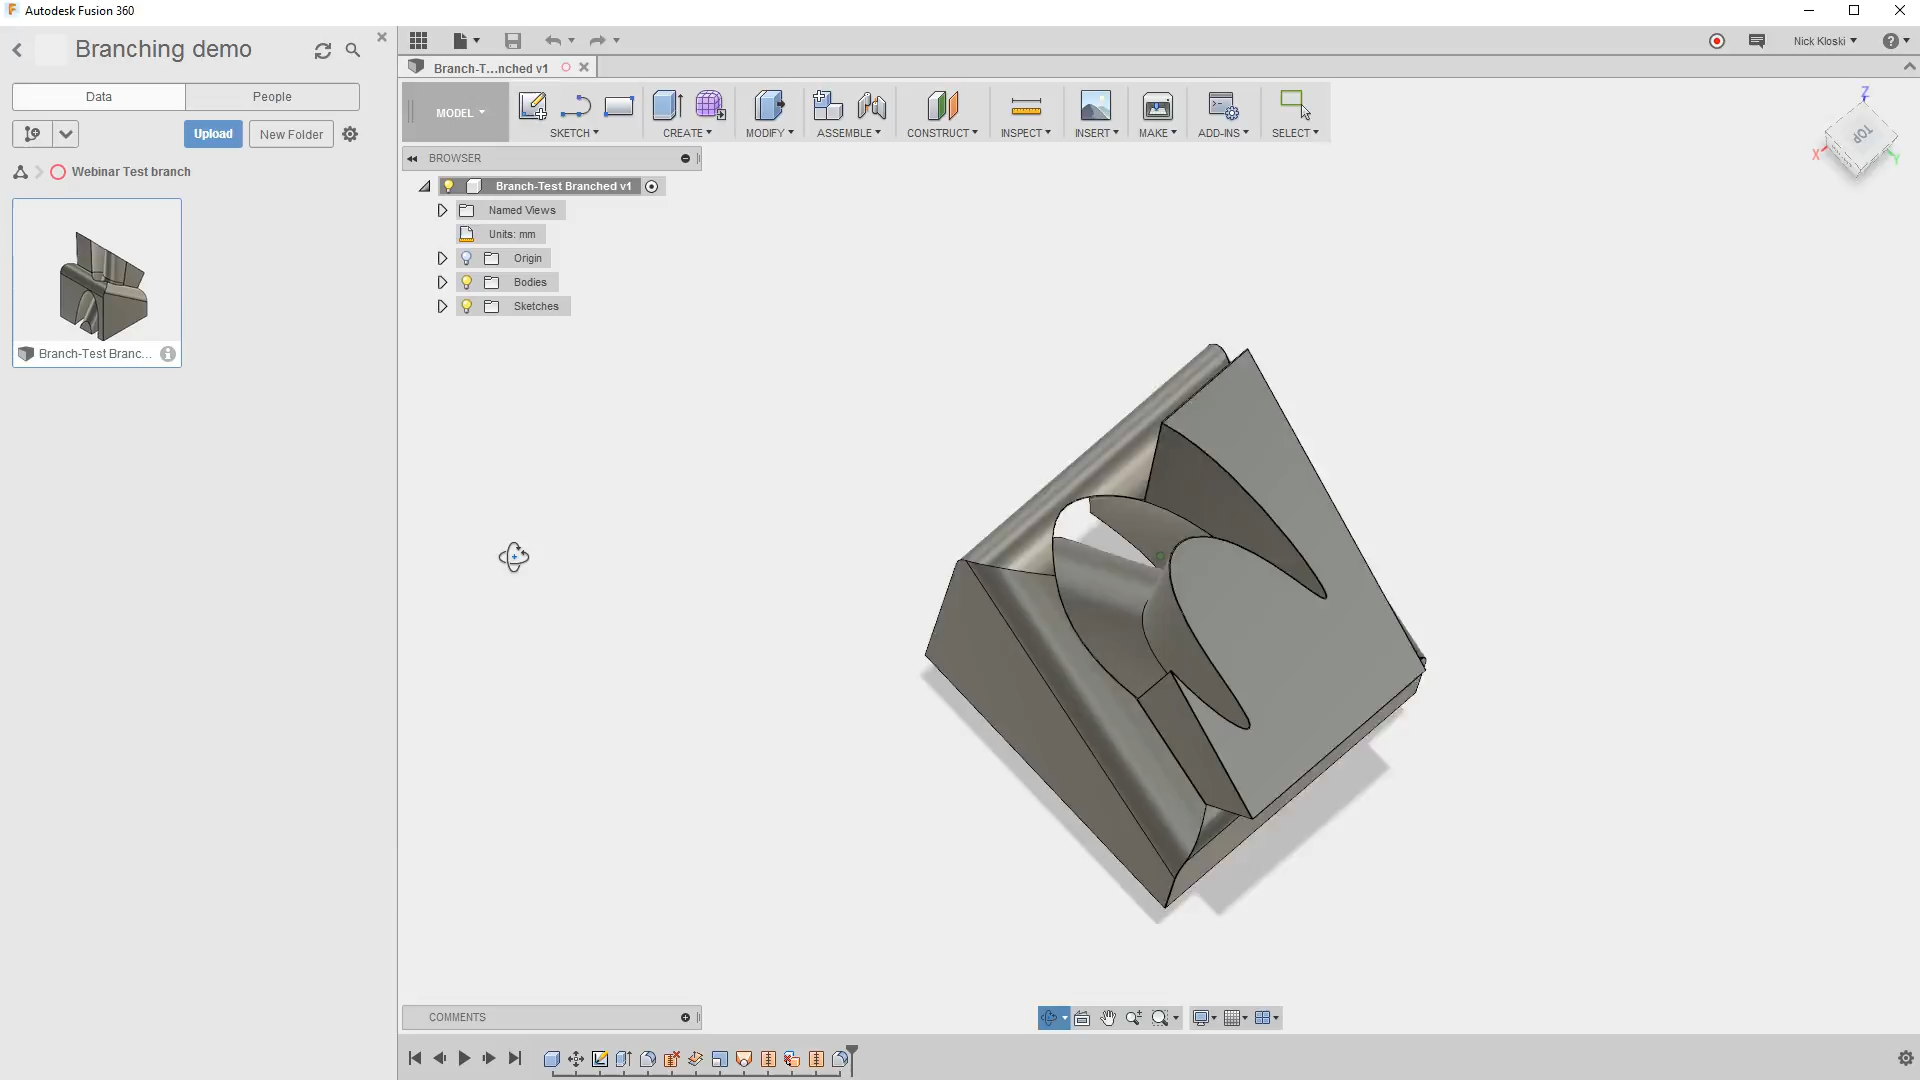 Autodesk Fusion 360
Branching demo
Data
People
Upload
New Folder
Webinar Test branch
Branch-Test Branc...
Nick Kloski
Branch-T...nched v1
MODEL
SKETCH
CREATE
MODIFY
ASSEMBLE
CONSTRUCT
INSPECT
INSERT
MAKE
ADD-INS
SELECT
BROWSER
Branch-Test Branched v1
Named Views
Units: mm
Origin
Bodies
Sketches
Z
TOP
X
Y
COMMENTS